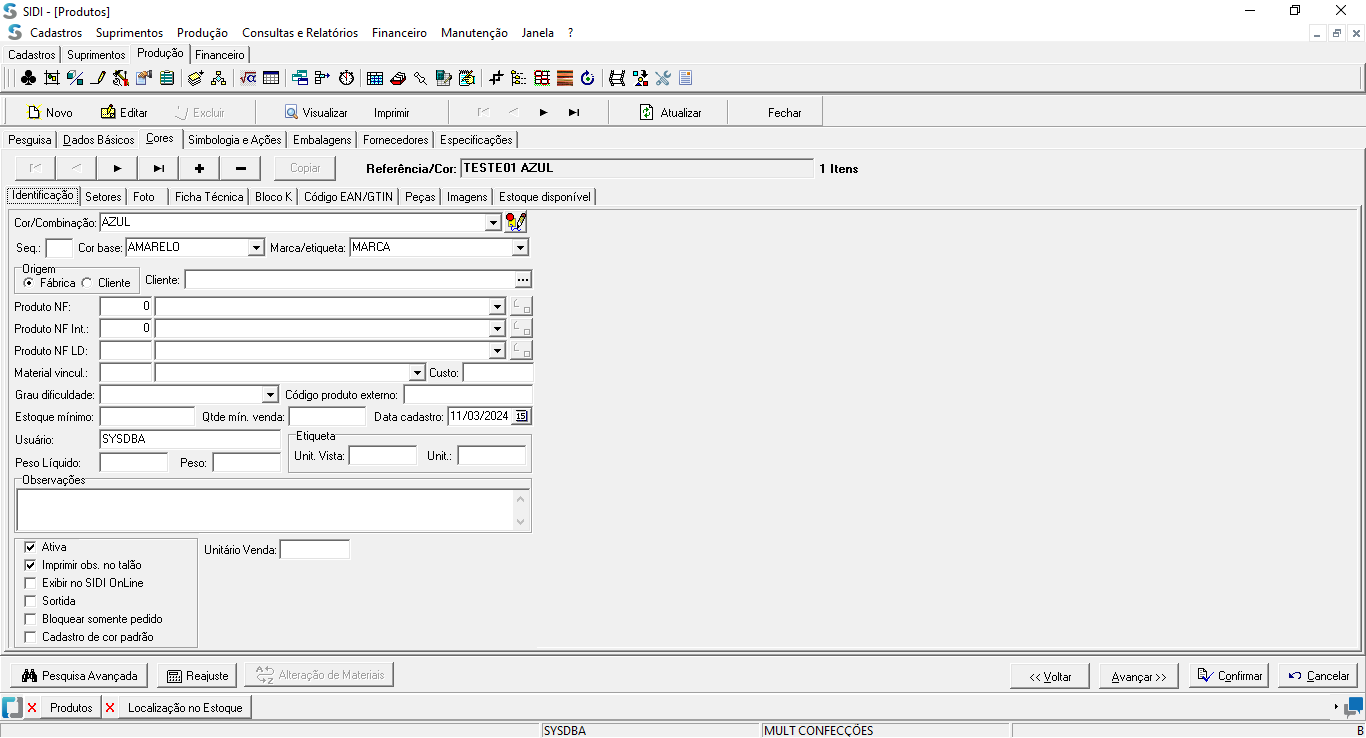 SIDI - [Produtos]
Cadastros Suprimentos Produção Consultas e Relatórios Financeiro Manutenção Janela ?
Cadastros Suprimentos Produção Financeiro
Novo Editar Excluir Visualizar Imprimir Atualizar Fechar
Pesquisa Dados Básicos Cores Simbologia e Ações Embalagens Fornecedores Especificações
Copiar Referência/Cor: TESTE01 AZUL 1 Itens
Identificação Setores Foto Ficha Técnica Bloco K Código EAN/GTIN Peças Imagens Estoque disponível
Cor/Combinação: AZUL
Seq.: Cor base: AMARELO Marca/etiqueta: MARCA
Origem
Fábrica Cliente Cliente: ...
Produto NF: 0
Produto NF Int.: 0
Produto NF LD:
Material vincul.: Custo:
Grau dificuldade: Código produto externo:
Estoque mínimo: Qtde mín. venda: Data cadastro: 11/03/2024 15
Usuário: SYSDBA
Etiqueta
Unit. Vista: Unit.:
Peso Líquido: Peso:
Observações
Ativa
Unitário Venda:
Imprimir obs. no talão
Exibir no SIDI OnLine
Sortida
Bloquear somente pedido
Cadastro de cor padrão
Pesquisa Avançada Reajuste Alteração de Materiais << Voltar Avançar >> Confirmar Cancelar
Produtos Localização no Estoque
SYSDBA MULT CONFECÇÕES B